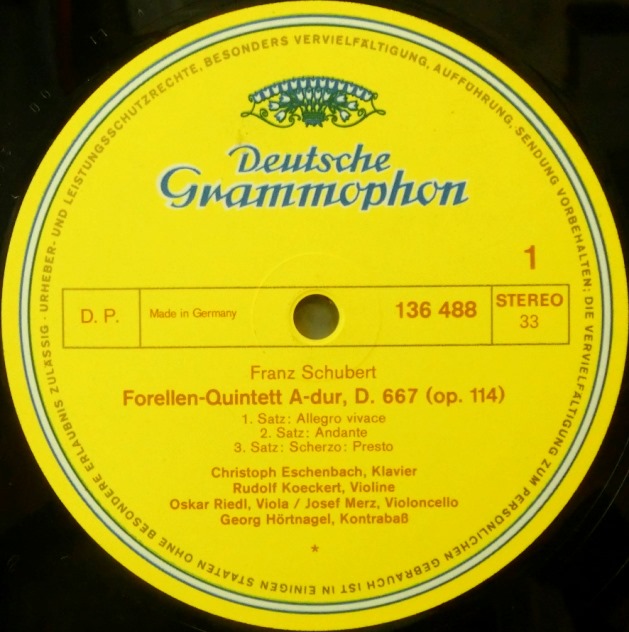 Deutsche
Grammophon
1
D. P.
Made in Germany
136 488
STEREO
33
Franz Schubert
Forellen-Quintett A-dur, D. 667 (op. 114)
1. Satz: Allegro vivace
2. Satz: Andante
3. Satz: Scherzo: Presto
Christoph Eschenbach, Klavier
Rudolf Koeckert, Violine
Oskar Riedl, Viola / Josef Merz, Violoncello
Georg Hörtnagel, Kontrabaß
*
URHEBER- UND LEISTUNGSSCHUTZRECHTE, BESONDERS VERVIELFÄLTIGUNG, AUFFÜHRUNG, SENDUNG VORBEHALTEN; DIE VERVIELFÄLTIGUNG ZUM PERSÖNLICHEN GEBRAUCH IST IN EINIGEN STAATEN OHNE BESONDERE ERLAUBNIS ZULÄSSIG ·